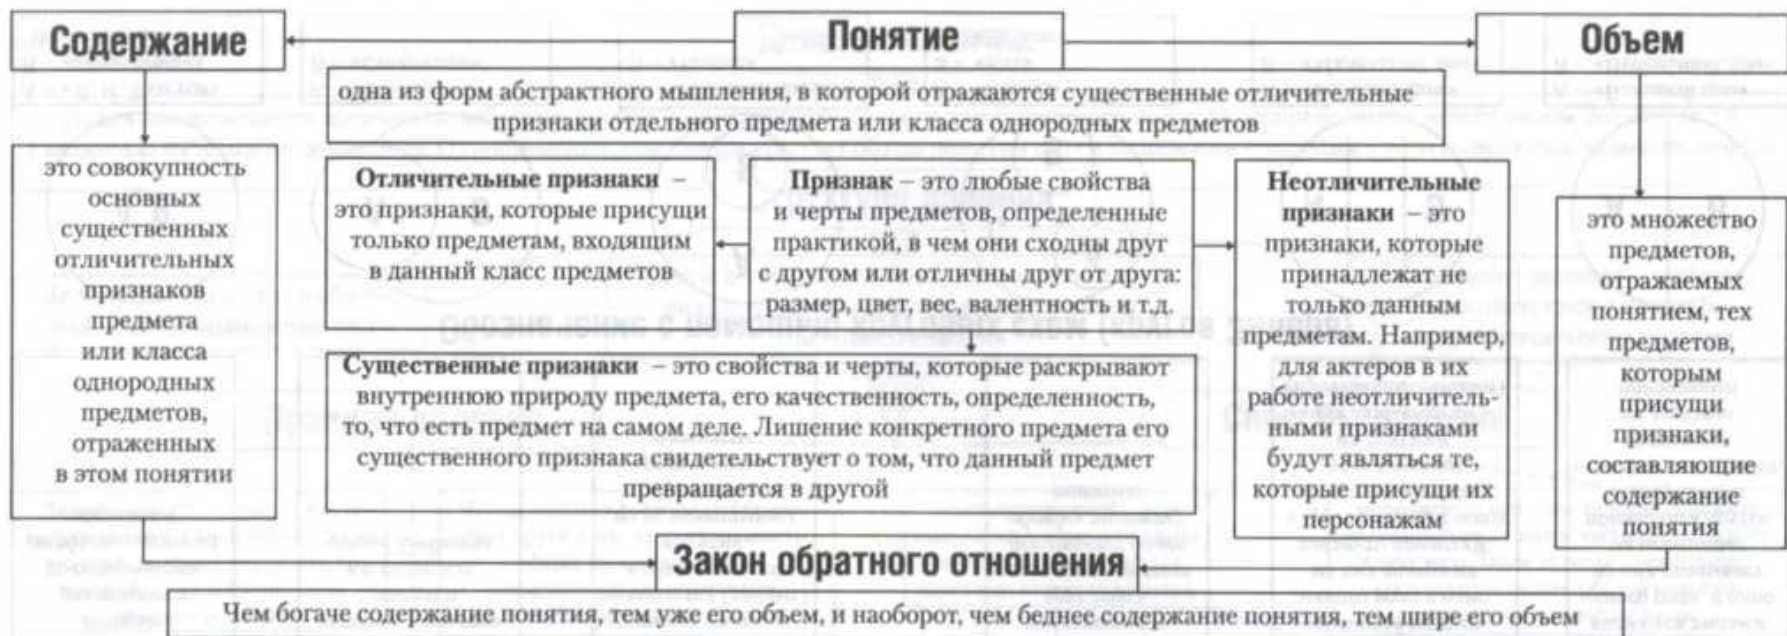 Содержание
Понятие
Объем
одна из форм абстрактного мышления, в которой отражаются существенные отличительные
признаки отдельного предмета или класса однородных предметов
это совокупность
основных
существенных
отличительных
признаков
предмета
или класса
однородных
предметов,
отраженных
в этом понятии
Отличительные признаки –
это признаки, которые присущи
только предметам, входящим
в данный класс предметов
Признак – это любые свойства
и черты предметов, определенные
практикой, в чем они сходны друг
с другом или отличны друг от друга:
размер, цвет, вес, валентность и т.д.
Неотличительные
признаки – это
признаки, которые
принадлежат не
только данным
предметам. Например,
для актеров в их
работе неотличитель-
ными признаками
будут являться те,
которые присущи их
персонажам
это множество
предметов,
отражаемых
понятием, тех
предметов,
которым
присущи
признаки,
составляющие
содержание
понятия
Существенные признаки – это свойства и черты, которые раскрывают
внутреннюю природу предмета, его качественность, определенность,
то, что есть предмет на самом деле. Лишение конкретного предмета его
существенного признака свидетельствует о том, что данный предмет
превращается в другой
Закон обратного отношения
Чем богаче содержание понятия, тем уже его объем, и наоборот, чем беднее содержание понятия, тем шире его объем